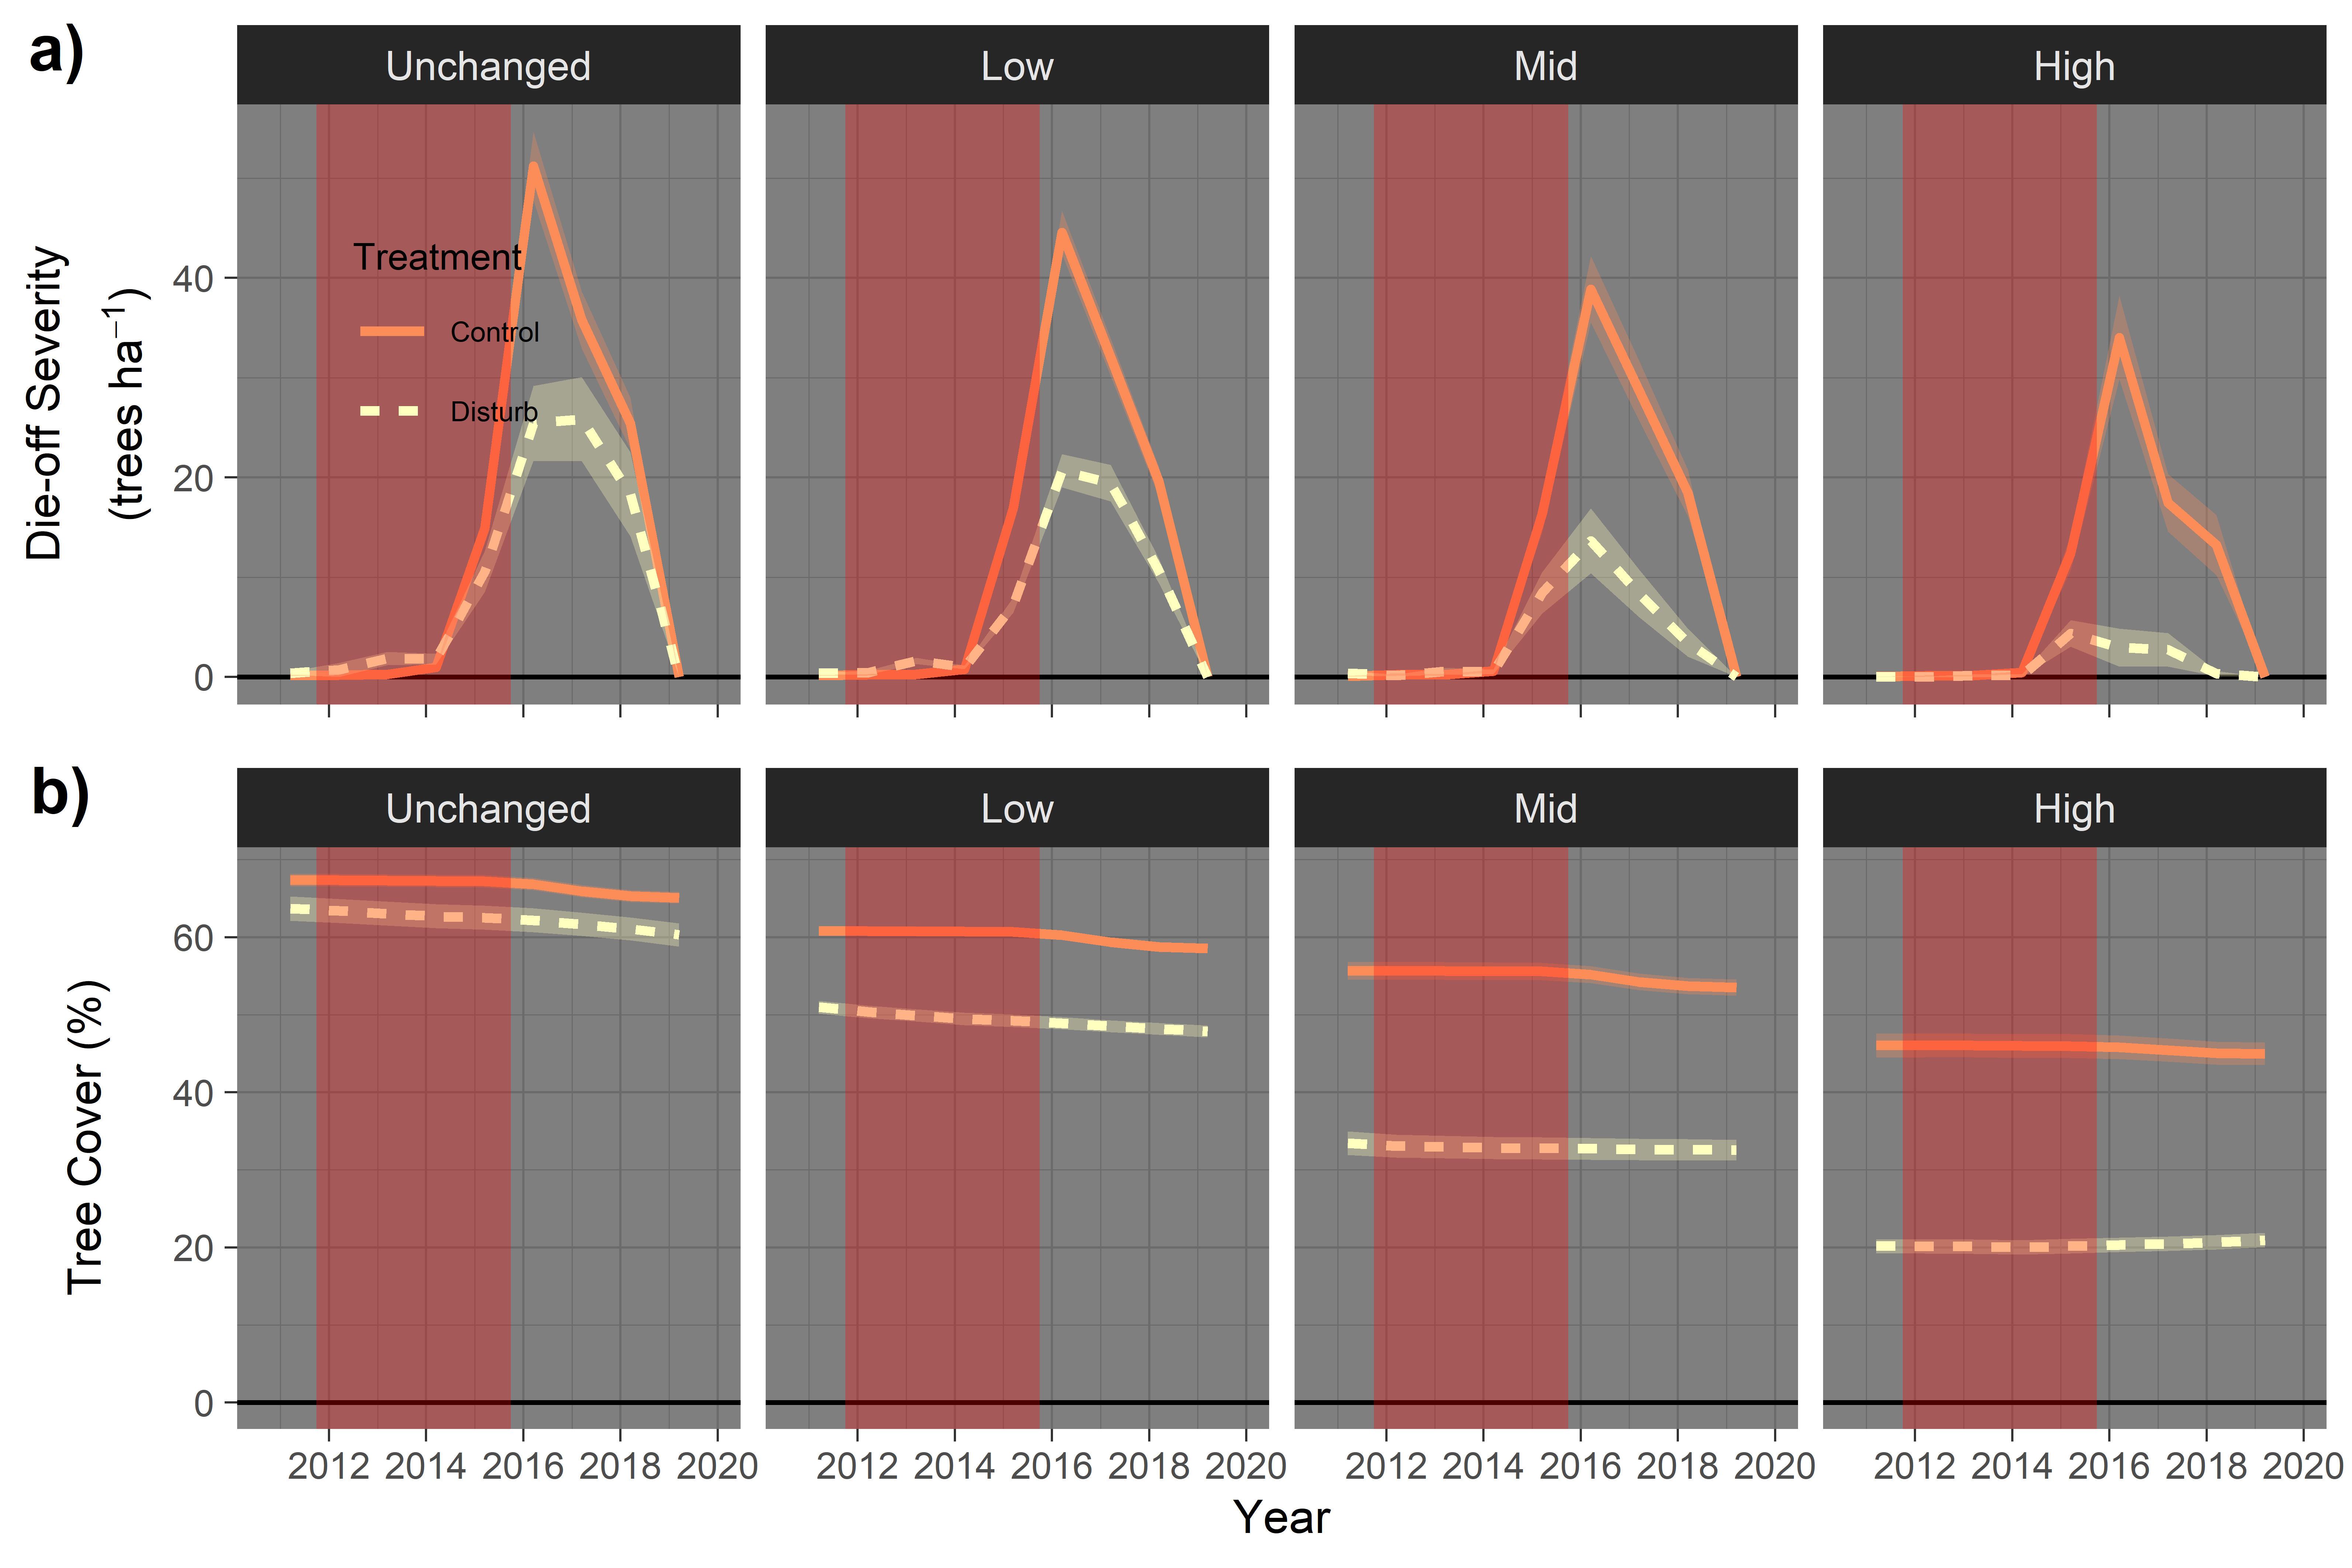 a)
Unchanged Low Mid High
Die-off Severity
(trees ha⁻¹)
40
20
0
Treatment
Control
Disturb
b)
Unchanged Low Mid High
Tree Cover (%)
60
40
20
0
2012 2014 2016 2018 2020 2012 2014 2016 2018 2020 2012 2014 2016 2018 2020 2012 2014 2016 2018 2020
Year